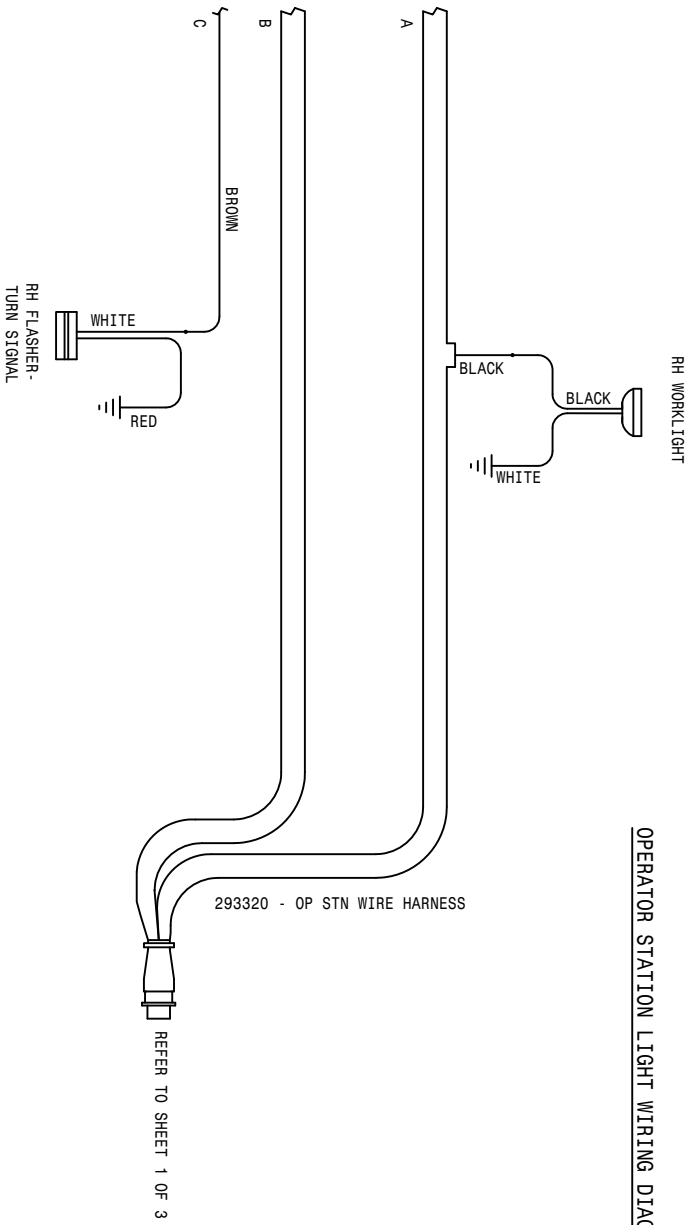 OPERATOR STATION LIGHT WIRING DIAG
RH WORKLIGHT
BLACK
BLACK
WHITE
A
B
C
BROWN
WHITE
RED
RH FLASHER-
TURN SIGNAL
293320 - OP STN WIRE HARNESS
REFER TO SHEET 1 OF 3